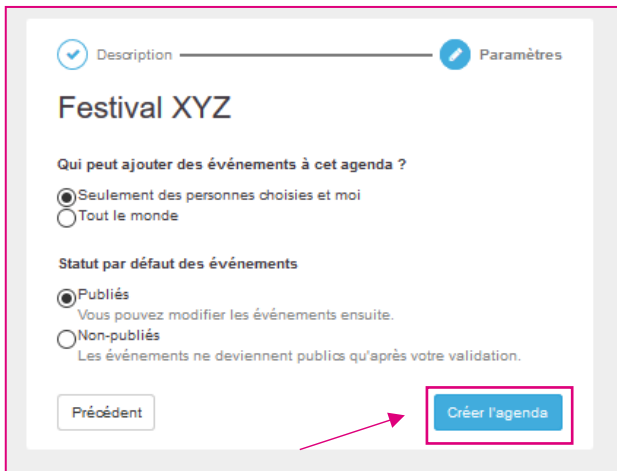 Description Paramètres
Festival XYZ
Qui peut ajouter des événements à cet agenda ?
Seulement des personnes choisies et moi
Tout le monde
Statut par défaut des événements
Publiés
Vous pouvez modifier les événements ensuite.
Non-publiés
Les événements ne deviennent publics qu'après votre validation.
Précédent Créer l'agenda